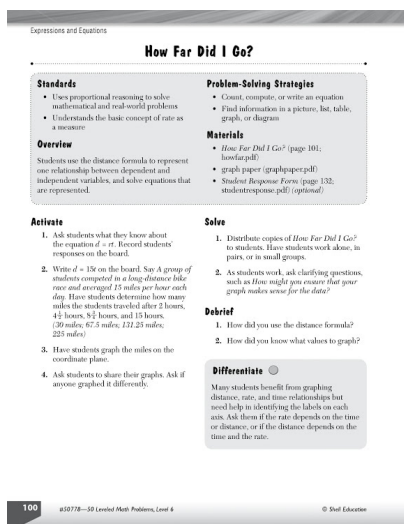 Expressions and Equations
How Far Did I Go?
Standards
• Uses proportional reasoning to solve
mathematical and real-world problems
• Understands the basic concept of rate as
a measure
Overview
Students use the distance formula to represent
one relationship between dependent and
independent variables, and solve equations that
are represented.
Problem-Solving Strategies
• Count, compute, or write an equation
• Find information in a picture, list, table,
graph, or diagram
Materials
• How Far Did I Go? (page 101;
howfar.pdf)
• graph paper (graphpaper.pdf)
• Student Response Form (page 132;
studentresponse.pdf) (optional)
Activate
1. Ask students what they know about
the equation d = rt. Record students'
responses on the board.
2. Write d = 15t on the board. Say A group of
students competed in a long-distance bike
race and averaged 15 miles per hour each
day. Have students determine how many
miles the students traveled after 2 hours,
4½ hours, 8¾ hours, and 15 hours.
(30 miles; 67.5 miles; 131.25 miles;
225 miles)
3. Have students graph the miles on the
coordinate plane.
4. Ask students to share their graphs. Ask if
anyone graphed it differently.
Solve
1. Distribute copies of How Far Did I Go?
to students. Have students work alone, in
pairs, or in small groups.
2. As students work, ask clarifying questions,
such as How might you ensure that your
graph makes sense for the data?
Debrief
1. How did you use the distance formula?
2. How did you know what values to graph?
Differentiate
Many students benefit from graphing
distance, rate, and time relationships but
need help in identifying the labels on each
axis. Ask them if the rate depends on the time
or distance, or if the distance depends on the
time and the rate.
100
#50778—50 Leveled Math Problems, Level 6
© Shell Education